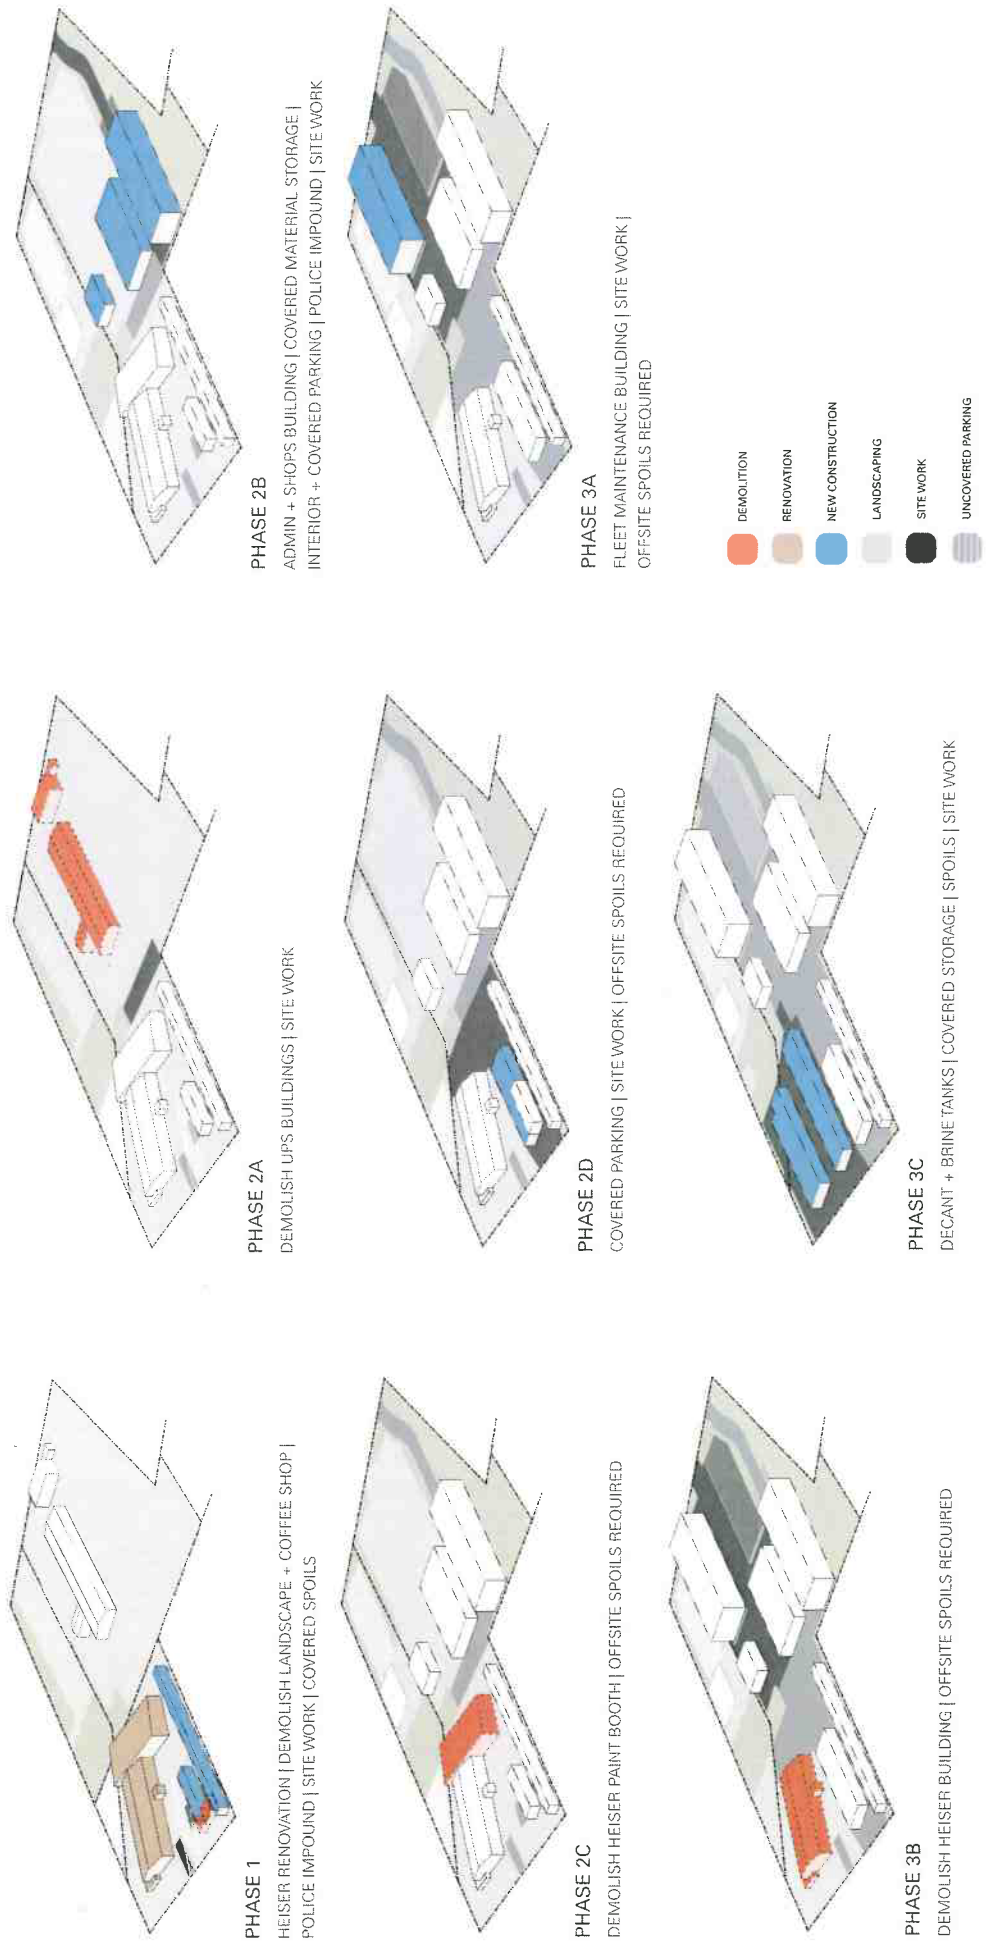 PHASE 1
HEISER RENOVATION | DEMOLISH LANDSCAPE + COFFEE SHOP |
POLICE IMPOUND | SITE WORK | COVERED SPOILS
PHASE 2A
DEMOLISH UPS BUILDINGS | SITE WORK
PHASE 2B
ADMIN + SHOPS BUILDING | COVERED MATERIAL STORAGE |
INTERIOR + COVERED PARKING | POLICE IMPOUND | SITE WORK
PHASE 2C
DEMOLISH HEISER PAINT BOOTH | OFFSITE SPOILS REQUIRED
PHASE 2D
COVERED PARKING | SITE WORK | OFFSITE SPOILS REQUIRED
PHASE 3A
FLEET MAINTENANCE BUILDING | SITE WORK |
OFFSITE SPOILS REQUIRED
PHASE 3B
DEMOLISH HEISER BUILDING | OFFSITE SPOILS REQUIRED
PHASE 3C
DECANT + BRINE TANKS | COVERED STORAGE | SPOILS | SITE WORK
DEMOLITION
RENOVATION
NEW CONSTRUCTION
LANDSCAPING
SITE WORK
UNCOVERED PARKING